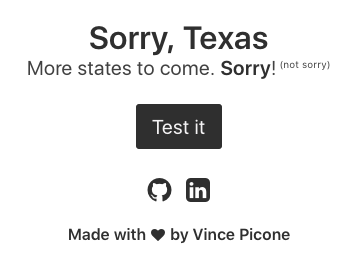 Sorry, Texas
More states to come. Sorry! (not sorry)
Test it
in
Made with ❤ by Vince Picone